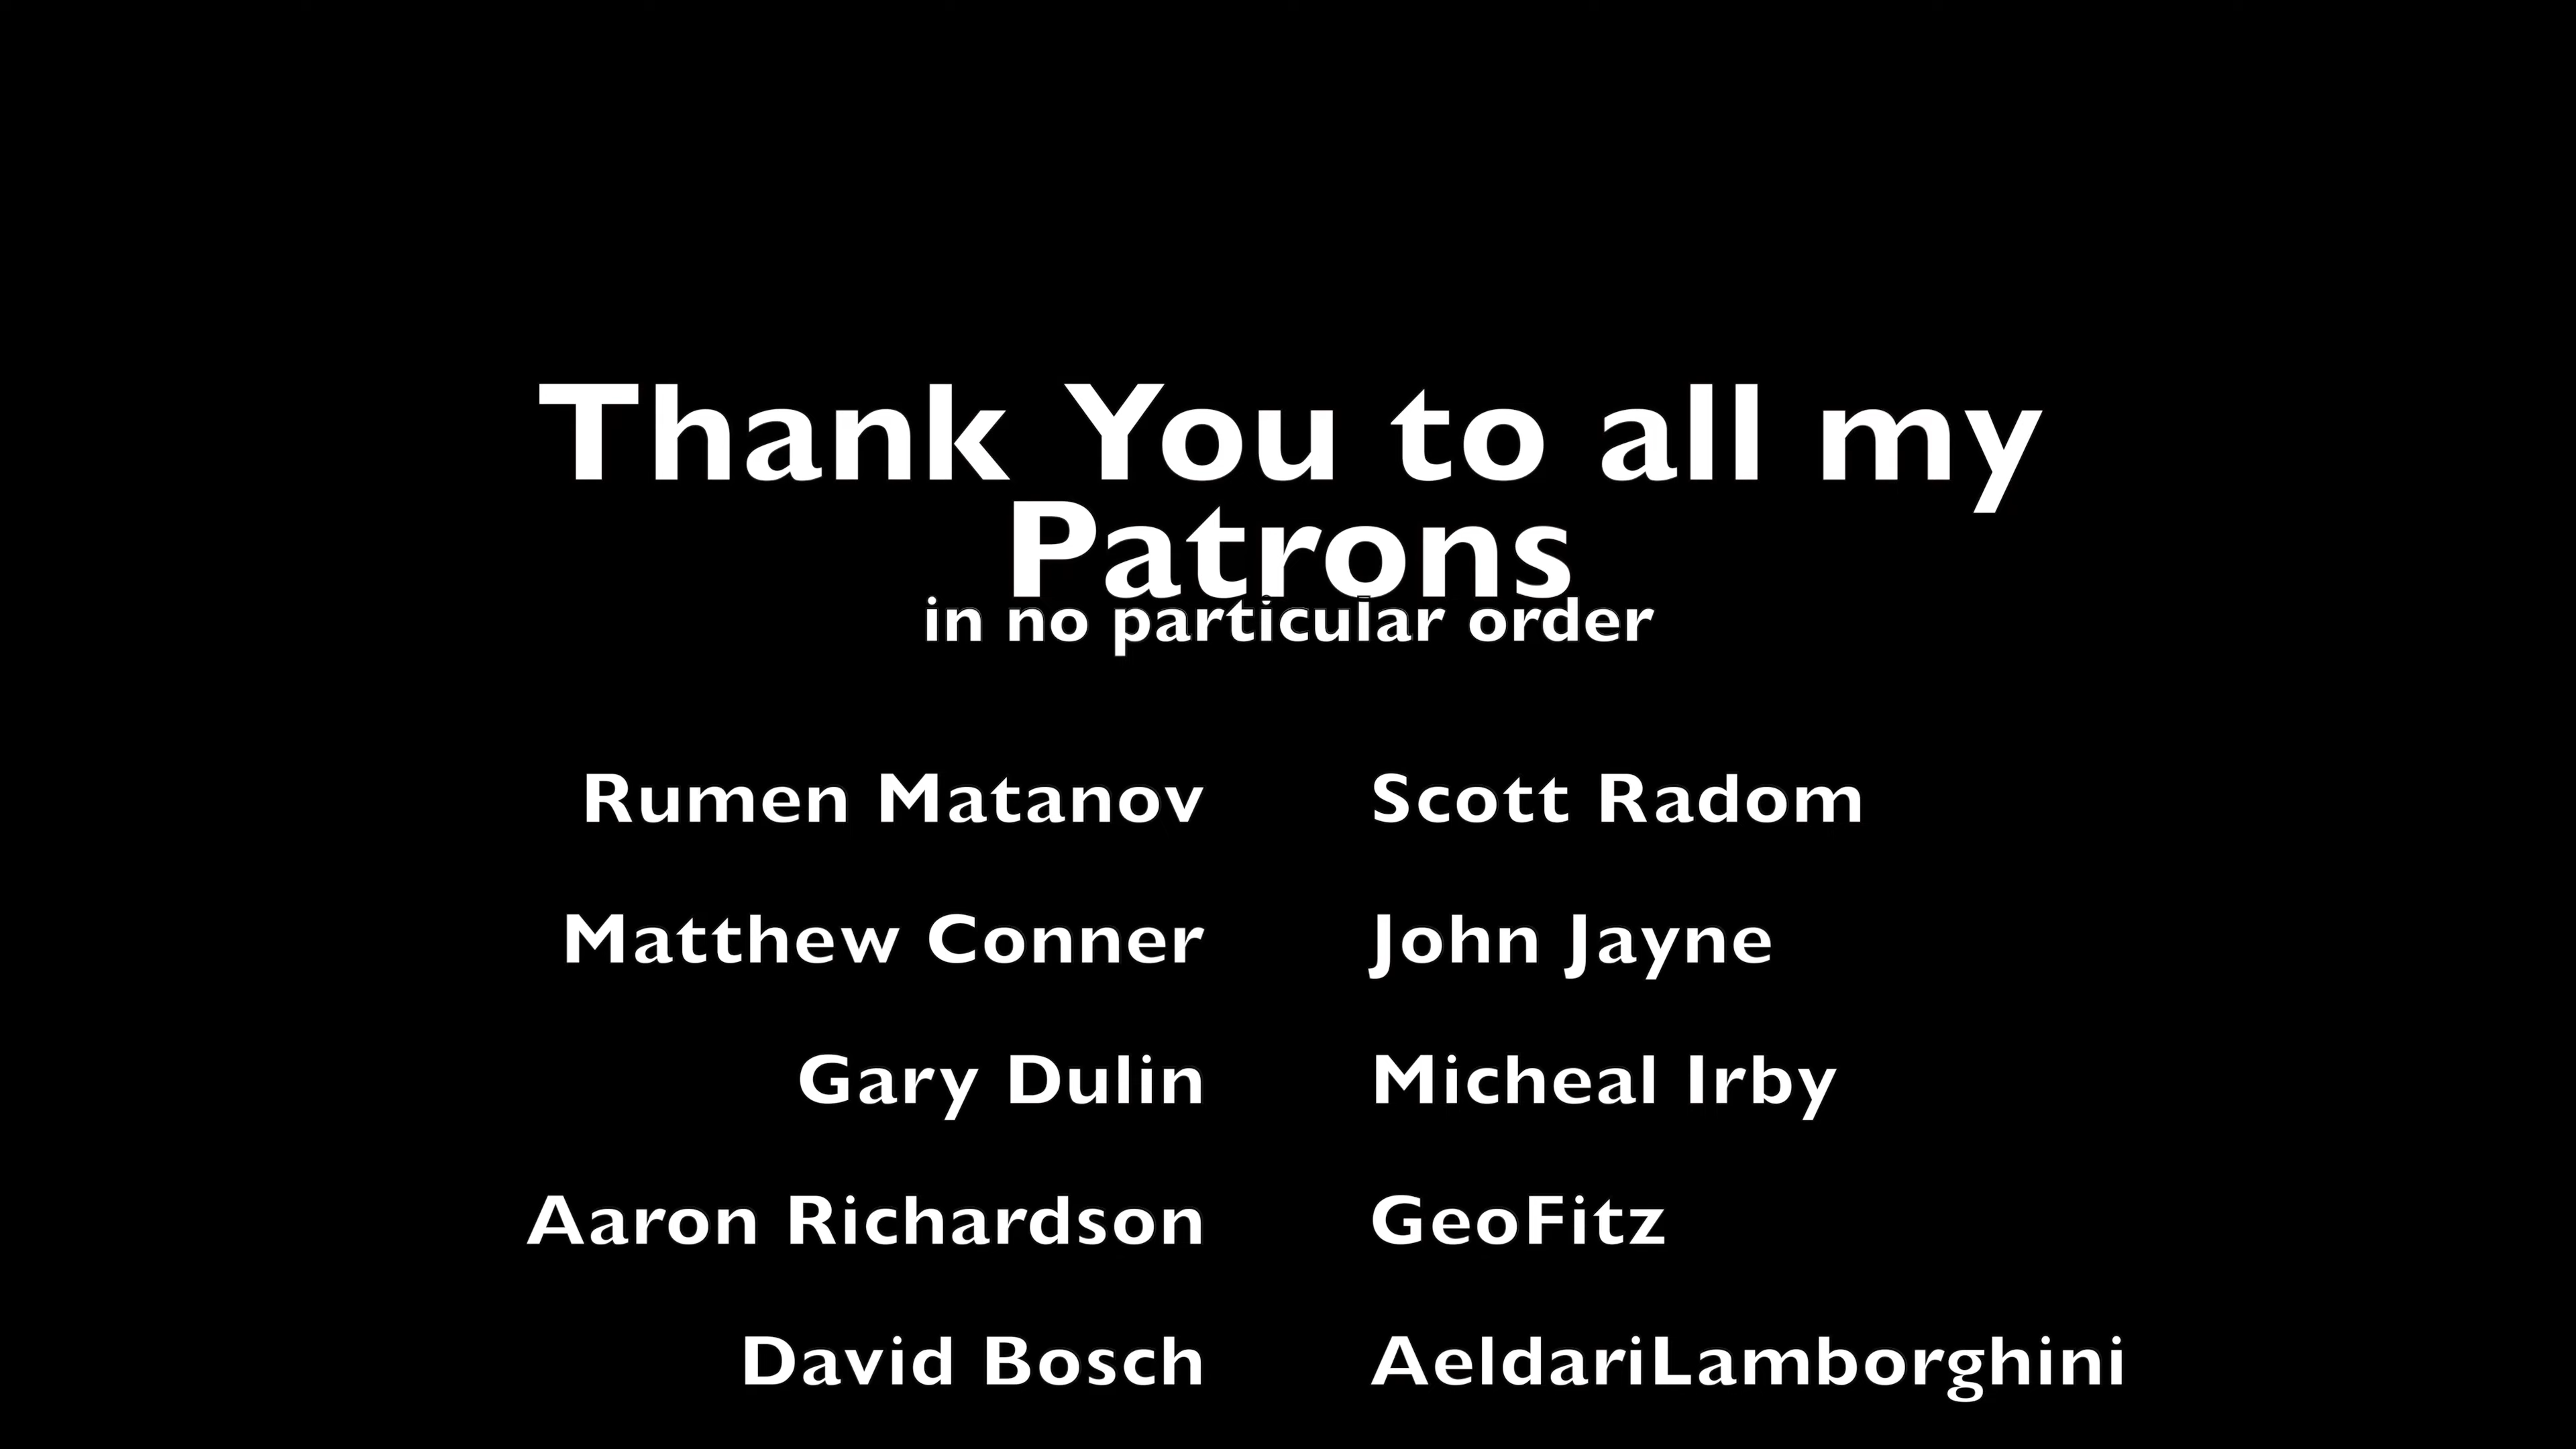 Thank You to all my
Patrons
in no particular order
Rumen Matanov Scott Radom
Matthew Conner John Jayne
Gary Dulin Micheal Irby
Aaron Richardson GeoFitz
David Bosch AeldariLamborghini